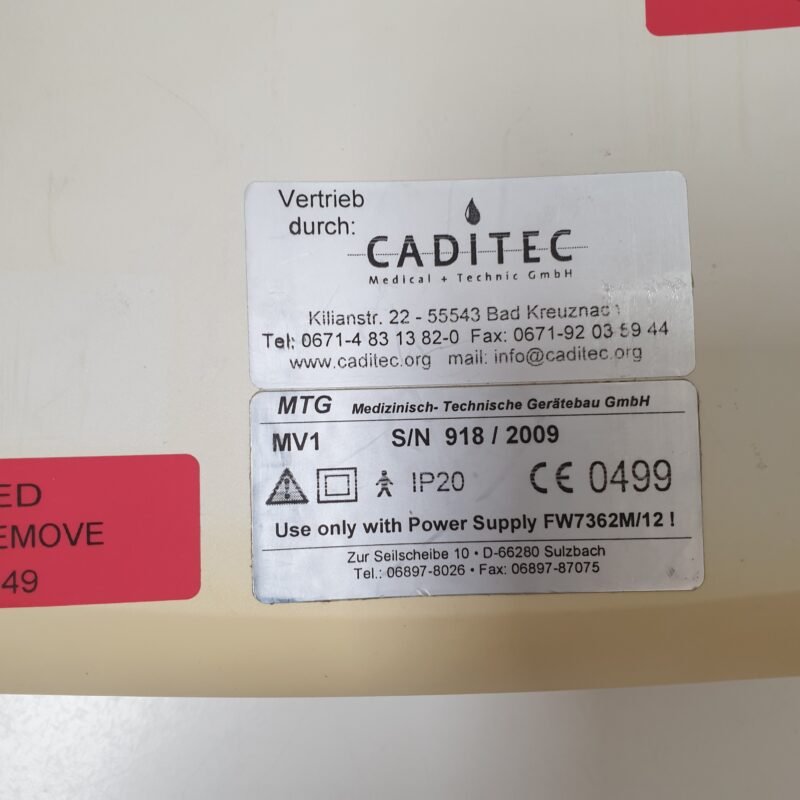 Vertrieb
durch:
CADITEC
Medical + Technic GmbH
Kilianstr. 22 - 55543 Bad Kreuznach
Tel: 0671-4 83 13 82-0 Fax: 0671-92 03 59 44
www.caditec.org mail: info@caditec.org
MTG Medizinisch- Technische Gerätebau GmbH
MV1 S/N 918 / 2009
IP20 CE 0499
Use only with Power Supply FW7362M/12 !
Zur Seilscheibe 10 • D-66280 Sulzbach
Tel.: 06897-8026 • Fax: 06897-87075
ED
EMOVE
49